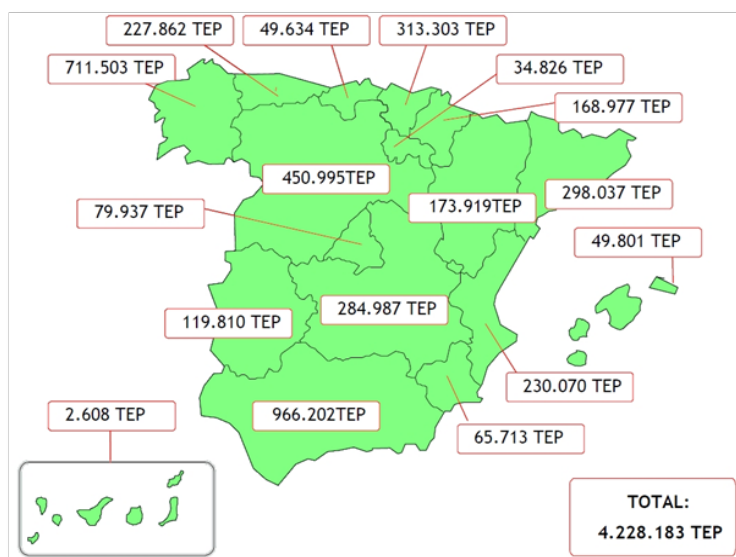 227.862 TEP
49.634 TEP
313.303 TEP
711.503 TEP
34.826 TEP
168.977 TEP
450.995TEP
173.919TEP
298.037 TEP
79.937 TEP
49.801 TEP
119.810 TEP
284.987 TEP
230.070 TEP
2.608 TEP
966.202TEP
65.713 TEP
TOTAL:
4.228.183 TEP